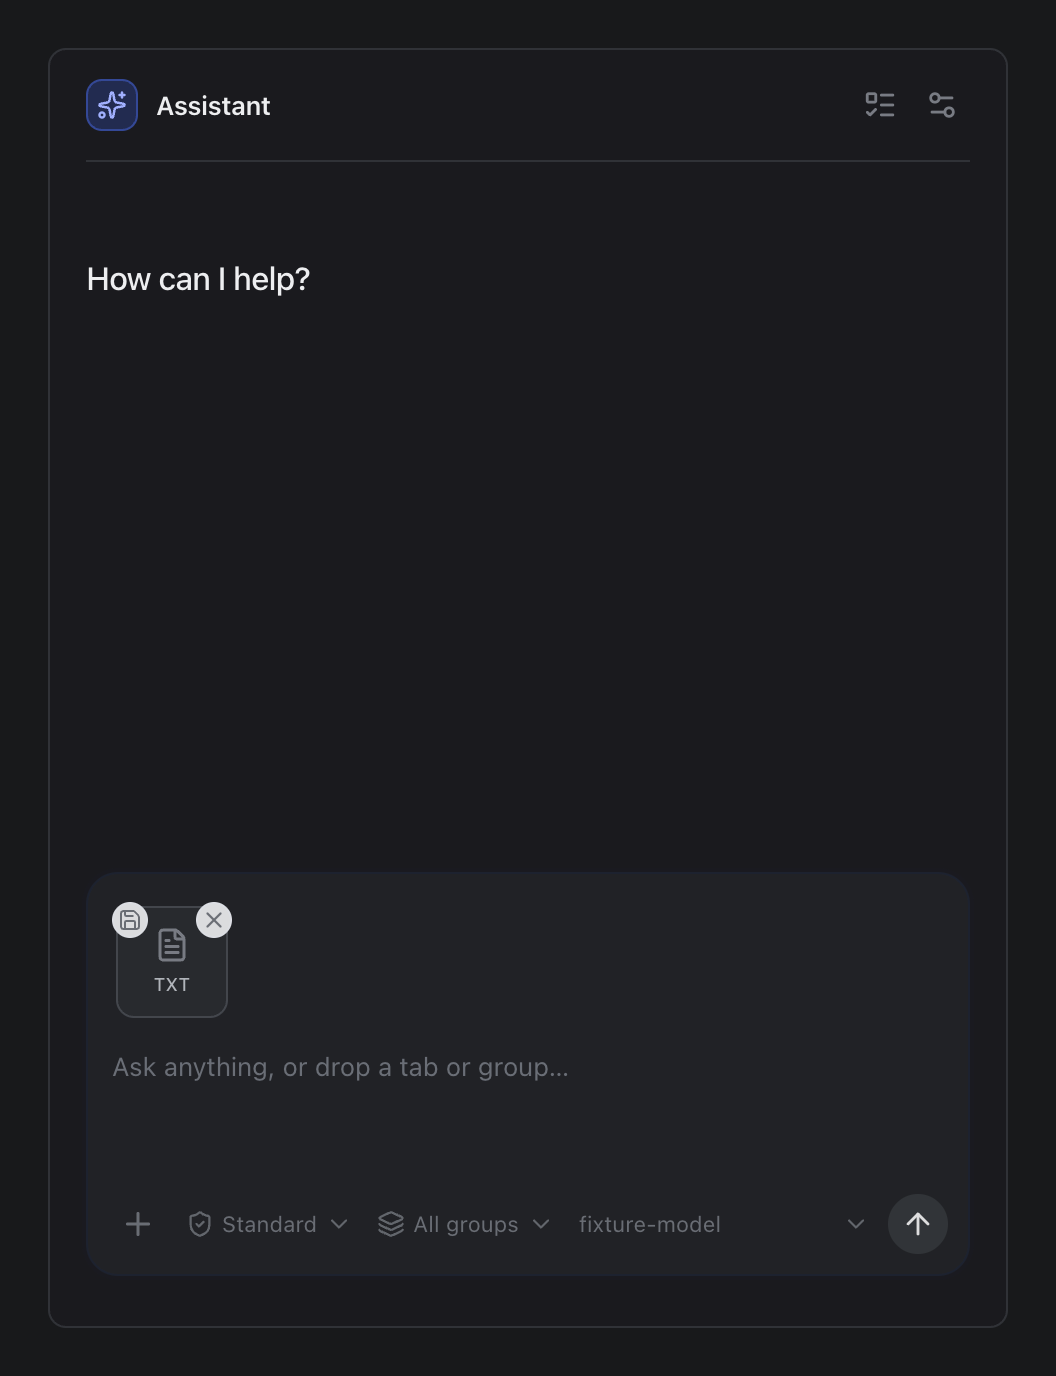 Assistant
How can I help?
TXT
Ask anything, or drop a tab or group...
Standard
All groups
fixture-model